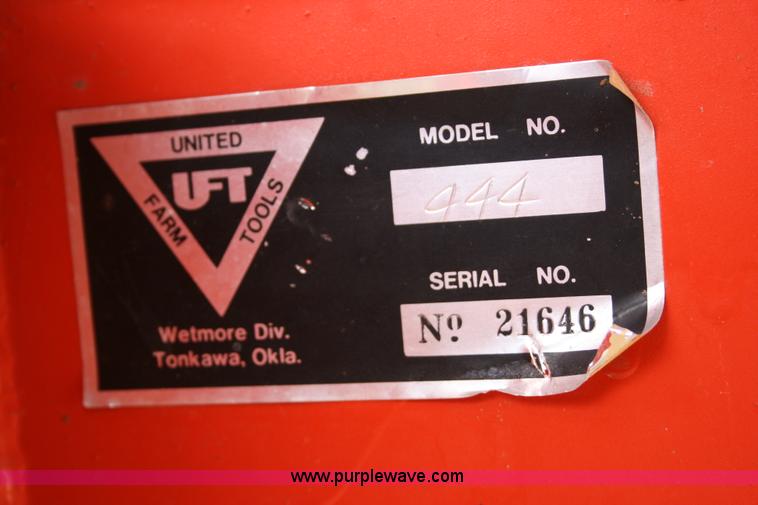 UNITED
UFT
FARM
TOOLS
Wetmore Div.
Tonkawa, Okla.
MODEL NO.
444
SERIAL NO.
Nº 21646
www.purplewave.com